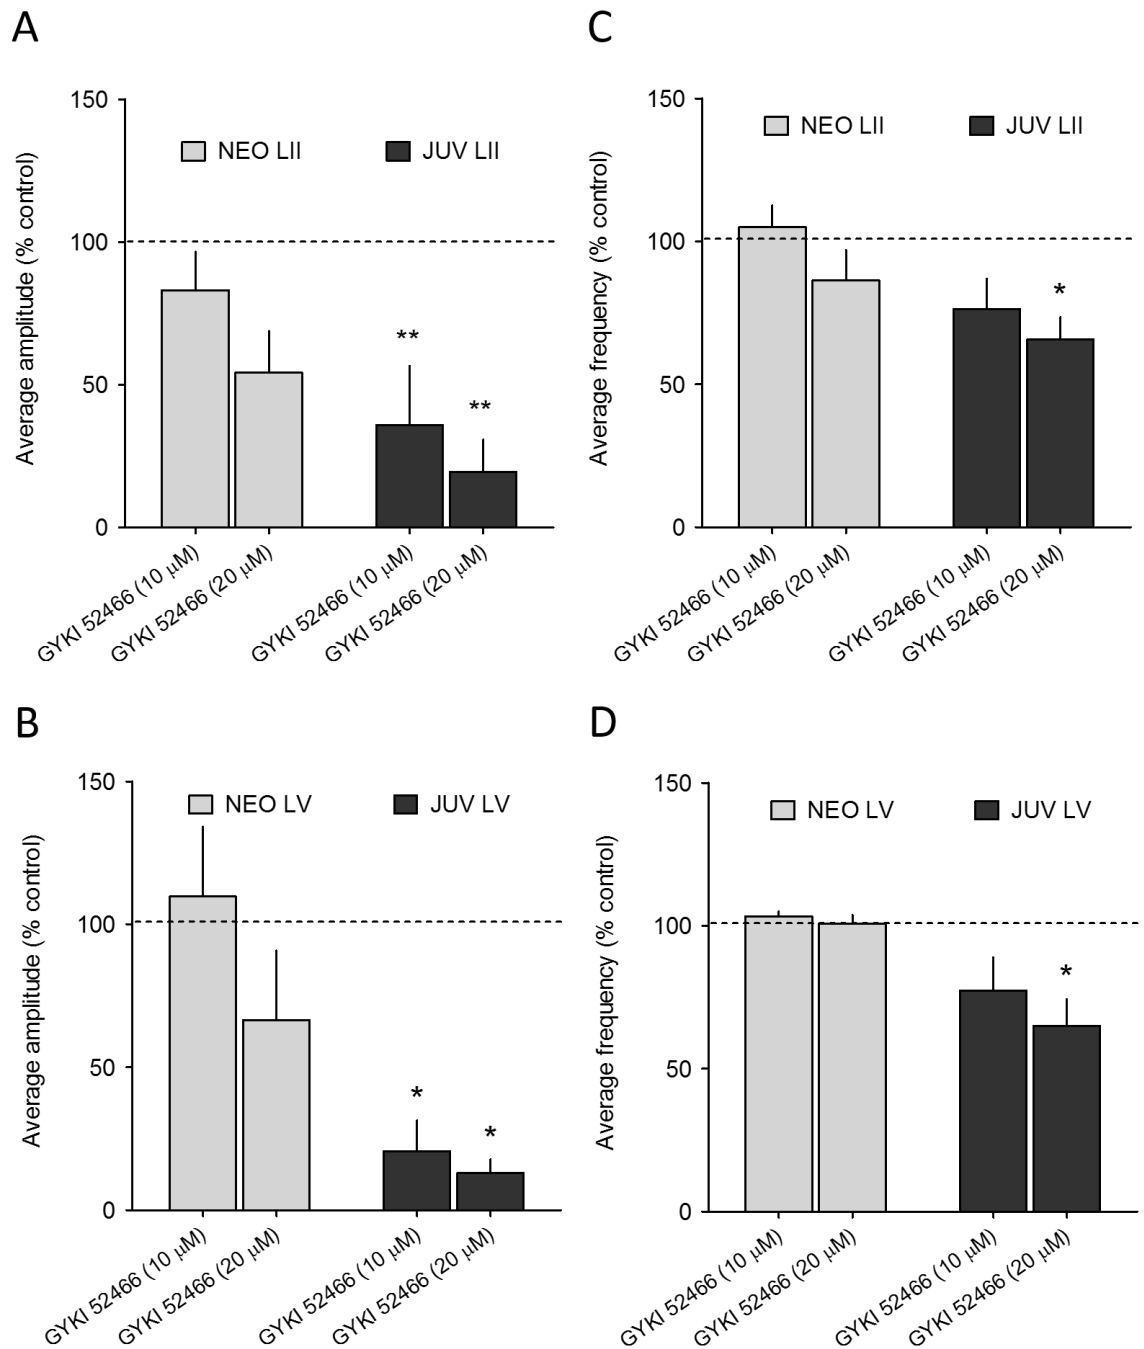 A
Average amplitude (% control)
150
100
50
0
NEO LII
JUV LII
**
**
GYKI 52466 (10 µM)
GYKI 52466 (20 µM)
GYKI 52466 (10 µM)
GYKI 52466 (20 µM)
C
Average frequency (% control)
150
100
50
0
NEO LII
JUV LII
*
GYKI 52466 (10 µM)
GYKI 52466 (20 µM)
GYKI 52466 (10 µM)
GYKI 52466 (20 µM)
B
Average amplitude (% control)
150
100
50
0
NEO LV
JUV LV
*
*
GYKI 52466 (10 µM)
GYKI 52466 (20 µM)
GYKI 52466 (10 µM)
GYKI 52466 (20 µM)
D
Average frequency (% control)
150
100
50
0
NEO LV
JUV LV
*
GYKI 52466 (10 µM)
GYKI 52466 (20 µM)
GYKI 52466 (10 µM)
GYKI 52466 (20 µM)